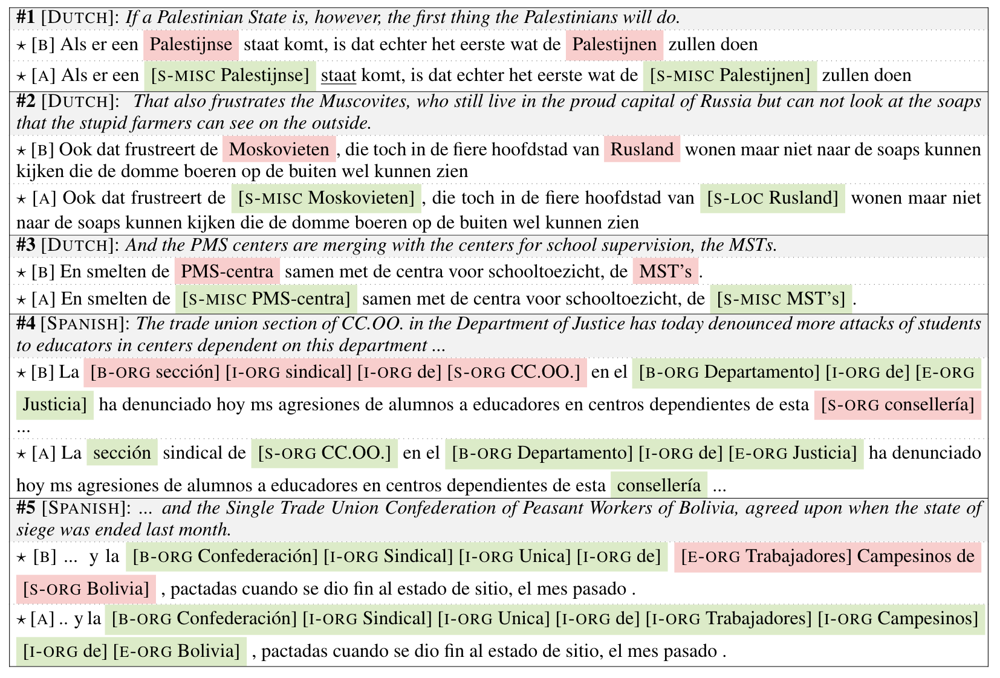 #1 [DUTCH]: If a Palestinian State is, however, the first thing the Palestinians will do.
⋆ [B] Als er een Palestijnse staat komt, is dat echter het eerste wat de Palestijnen zullen doen
⋆ [A] Als er een [S-MISC Palestijnse] staat komt, is dat echter het eerste wat de [S-MISC Palestijnen] zullen doen
#2 [DUTCH]: That also frustrates the Muscovites, who still live in the proud capital of Russia but can not look at the soaps
that the stupid farmers can see on the outside.
⋆ [B] Ook dat frustreert de Moskovieten , die toch in de fiere hoofdstad van Rusland wonen maar niet naar de soaps kunnen
kijken die de domme boeren op de buiten wel kunnen zien
⋆ [A] Ook dat frustreert de [S-MISC Moskovieten] , die toch in de fiere hoofdstad van [S-LOC Rusland] wonen maar niet
naar de soaps kunnen kijken die de domme boeren op de buiten wel kunnen zien
#3 [DUTCH]: And the PMS centers are merging with the centers for school supervision, the MSTs.
⋆ [B] En smelten de PMS-centra samen met de centra voor schooltoezicht, de MST's .
⋆ [A] En smelten de [S-MISC PMS-centra] samen met de centra voor schooltoezicht, de [S-MISC MST's] .
#4 [SPANISH]: The trade union section of CC.OO. in the Department of Justice has today denounced more attacks of students
to educators in centers dependent on this department ...
⋆ [B] La [B-ORG sección] [I-ORG sindical] [I-ORG de] [S-ORG CC.OO.] en el [B-ORG Departamento] [I-ORG de] [E-ORG
Justicia] ha denunciado hoy ms agresiones de alumnos a educadores en centros dependientes de esta [S-ORG consellería]
...
⋆ [A] La sección sindical de [S-ORG CC.OO.] en el [B-ORG Departamento] [I-ORG de] [E-ORG Justicia] ha denunciado
hoy ms agresiones de alumnos a educadores en centros dependientes de esta consellería ...
#5 [SPANISH]: ... and the Single Trade Union Confederation of Peasant Workers of Bolivia, agreed upon when the state of
siege was ended last month.
⋆ [B] ... y la [B-ORG Confederación] [I-ORG Sindical] [I-ORG Unica] [I-ORG de] [E-ORG Trabajadores] Campesinos de
[S-ORG Bolivia] , pactadas cuando se dio fin al estado de sitio, el mes pasado .
⋆ [A] .. y la [B-ORG Confederación] [I-ORG Sindical] [I-ORG Unica] [I-ORG de] [I-ORG Trabajadores] [I-ORG Campesinos]
[I-ORG de] [E-ORG Bolivia] , pactadas cuando se dio fin al estado de sitio, el mes pasado .